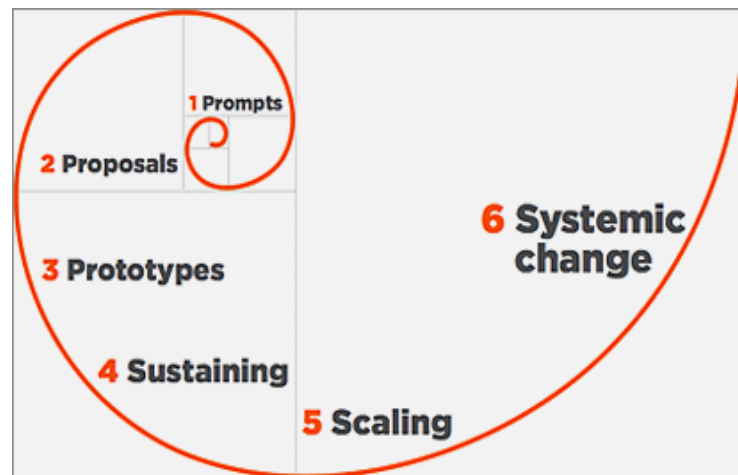 1 Prompts
2 Proposals
3 Prototypes
4 Sustaining
5 Scaling
6 Systemic
change